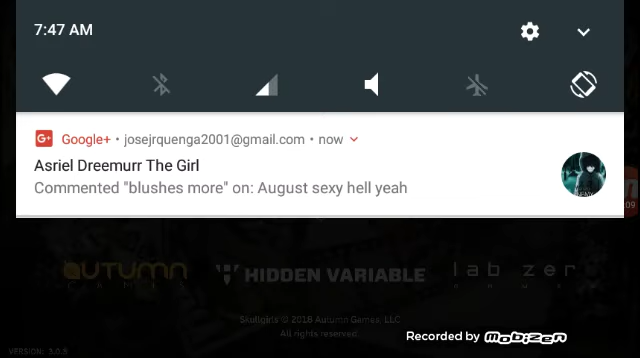 7:47 AM
G+ Google+ • josejrquenga2001@gmail.com • now
Asriel Dreemurr The Girl
Commented "blushes more" on: August sexy hell yeah
:09
AUTUMN HIDDEN VARIABLE lab zero
GAMES
Skullgirls © 2018 Autumn Games, LLC
All rights reserved
Recorded by mobizen
VERSION: 3.0.9